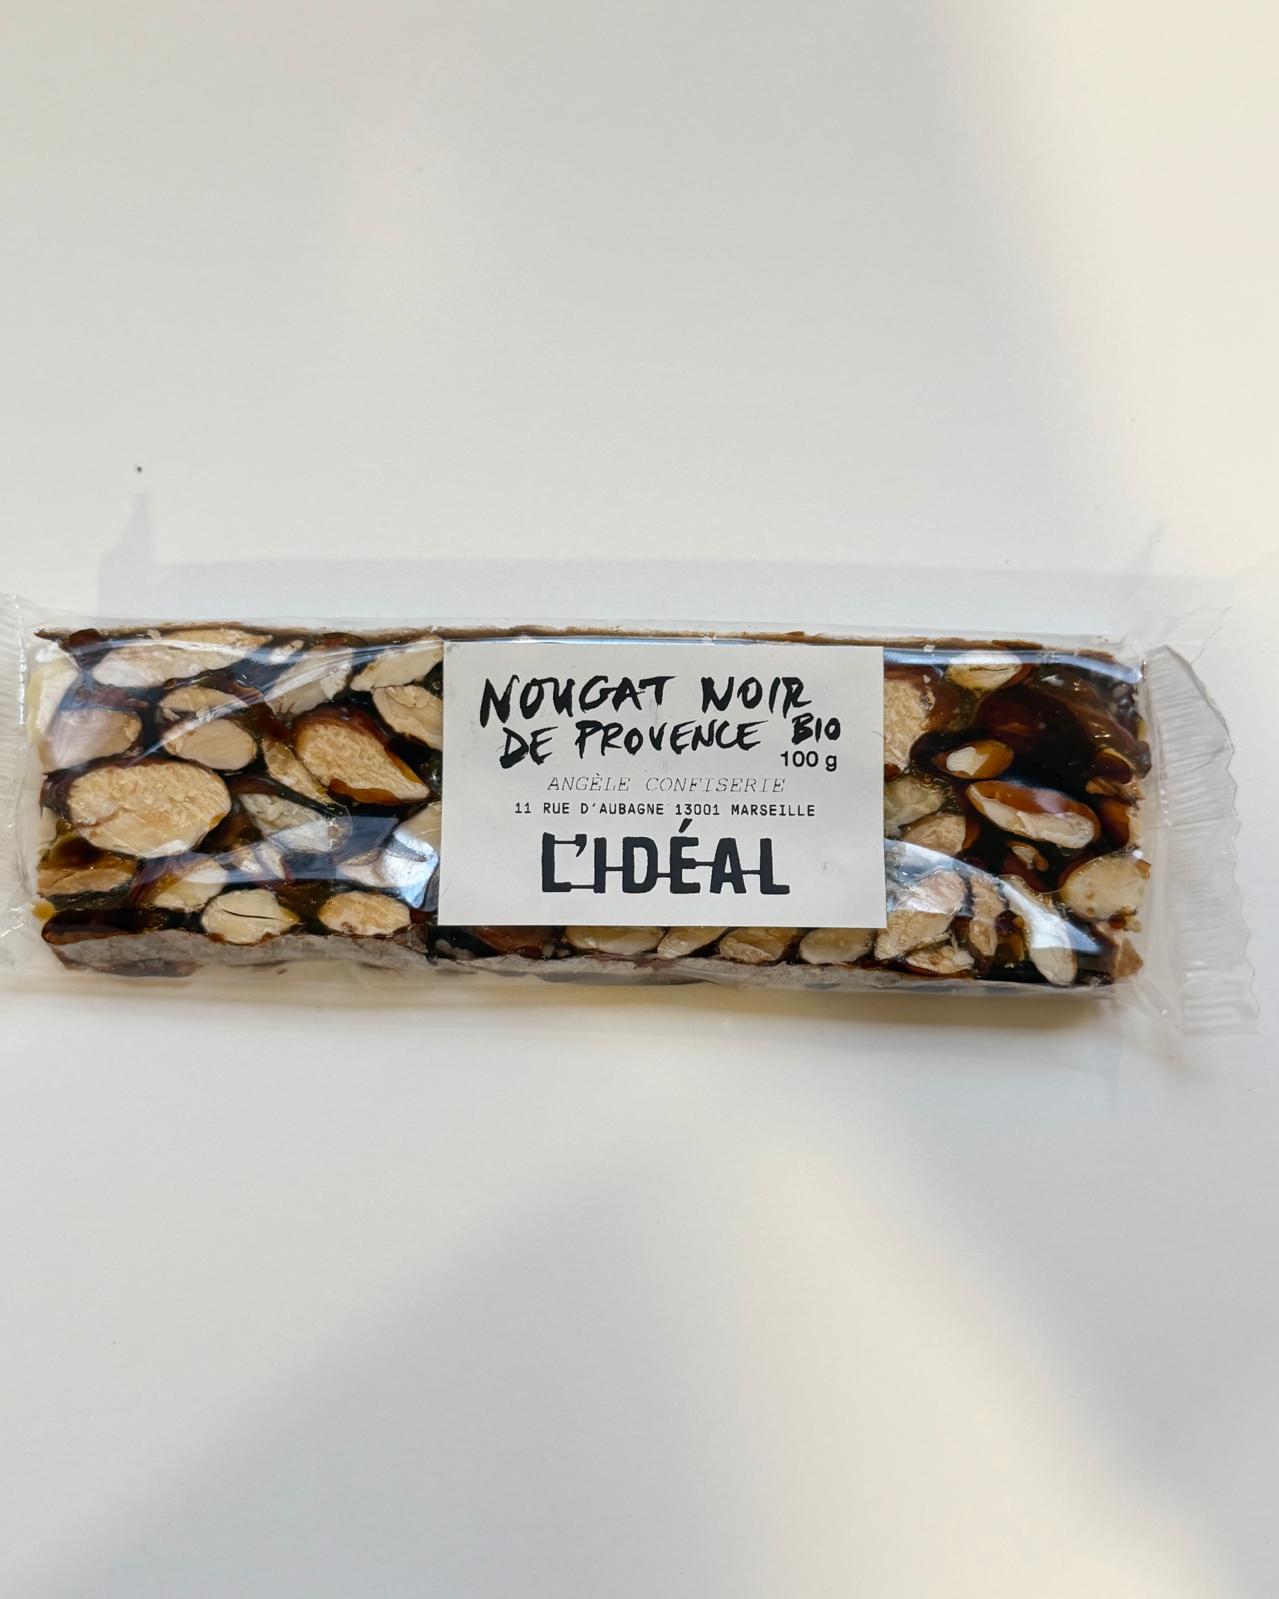 NOUGAT NOIR
DE PROVENCE BIO
100 g
ANGÈLE CONFISERIE
11 RUE D'AUBAGNE 13001 MARSEILLE
L'IDÉAL